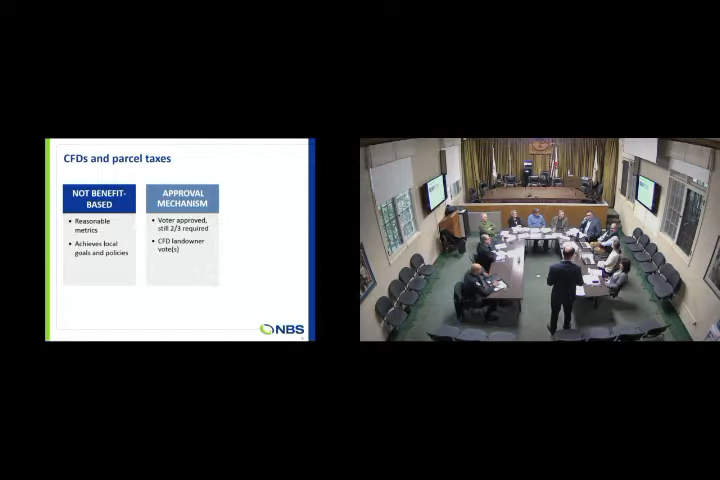 CFDs and parcel taxes
NOT BENEFIT-
BASED
• Reasonable
metrics
• Achieves local
goals and policies
APPROVAL
MECHANISM
• Voter approved,
still 2/3 required
• CFD landowner
vote(s)
NBS